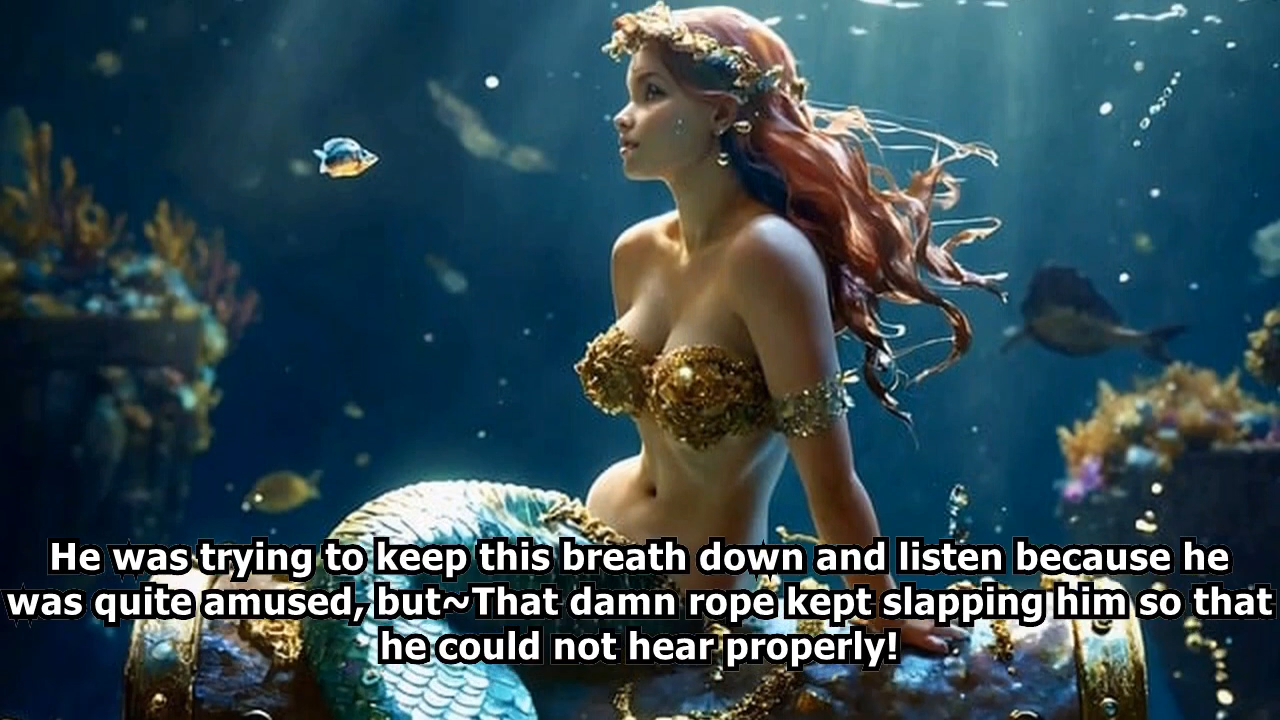 He was trying to keep this breath down and listen because he
was quite amused, but~That damn rope kept slapping him so that
he could not hear properly!